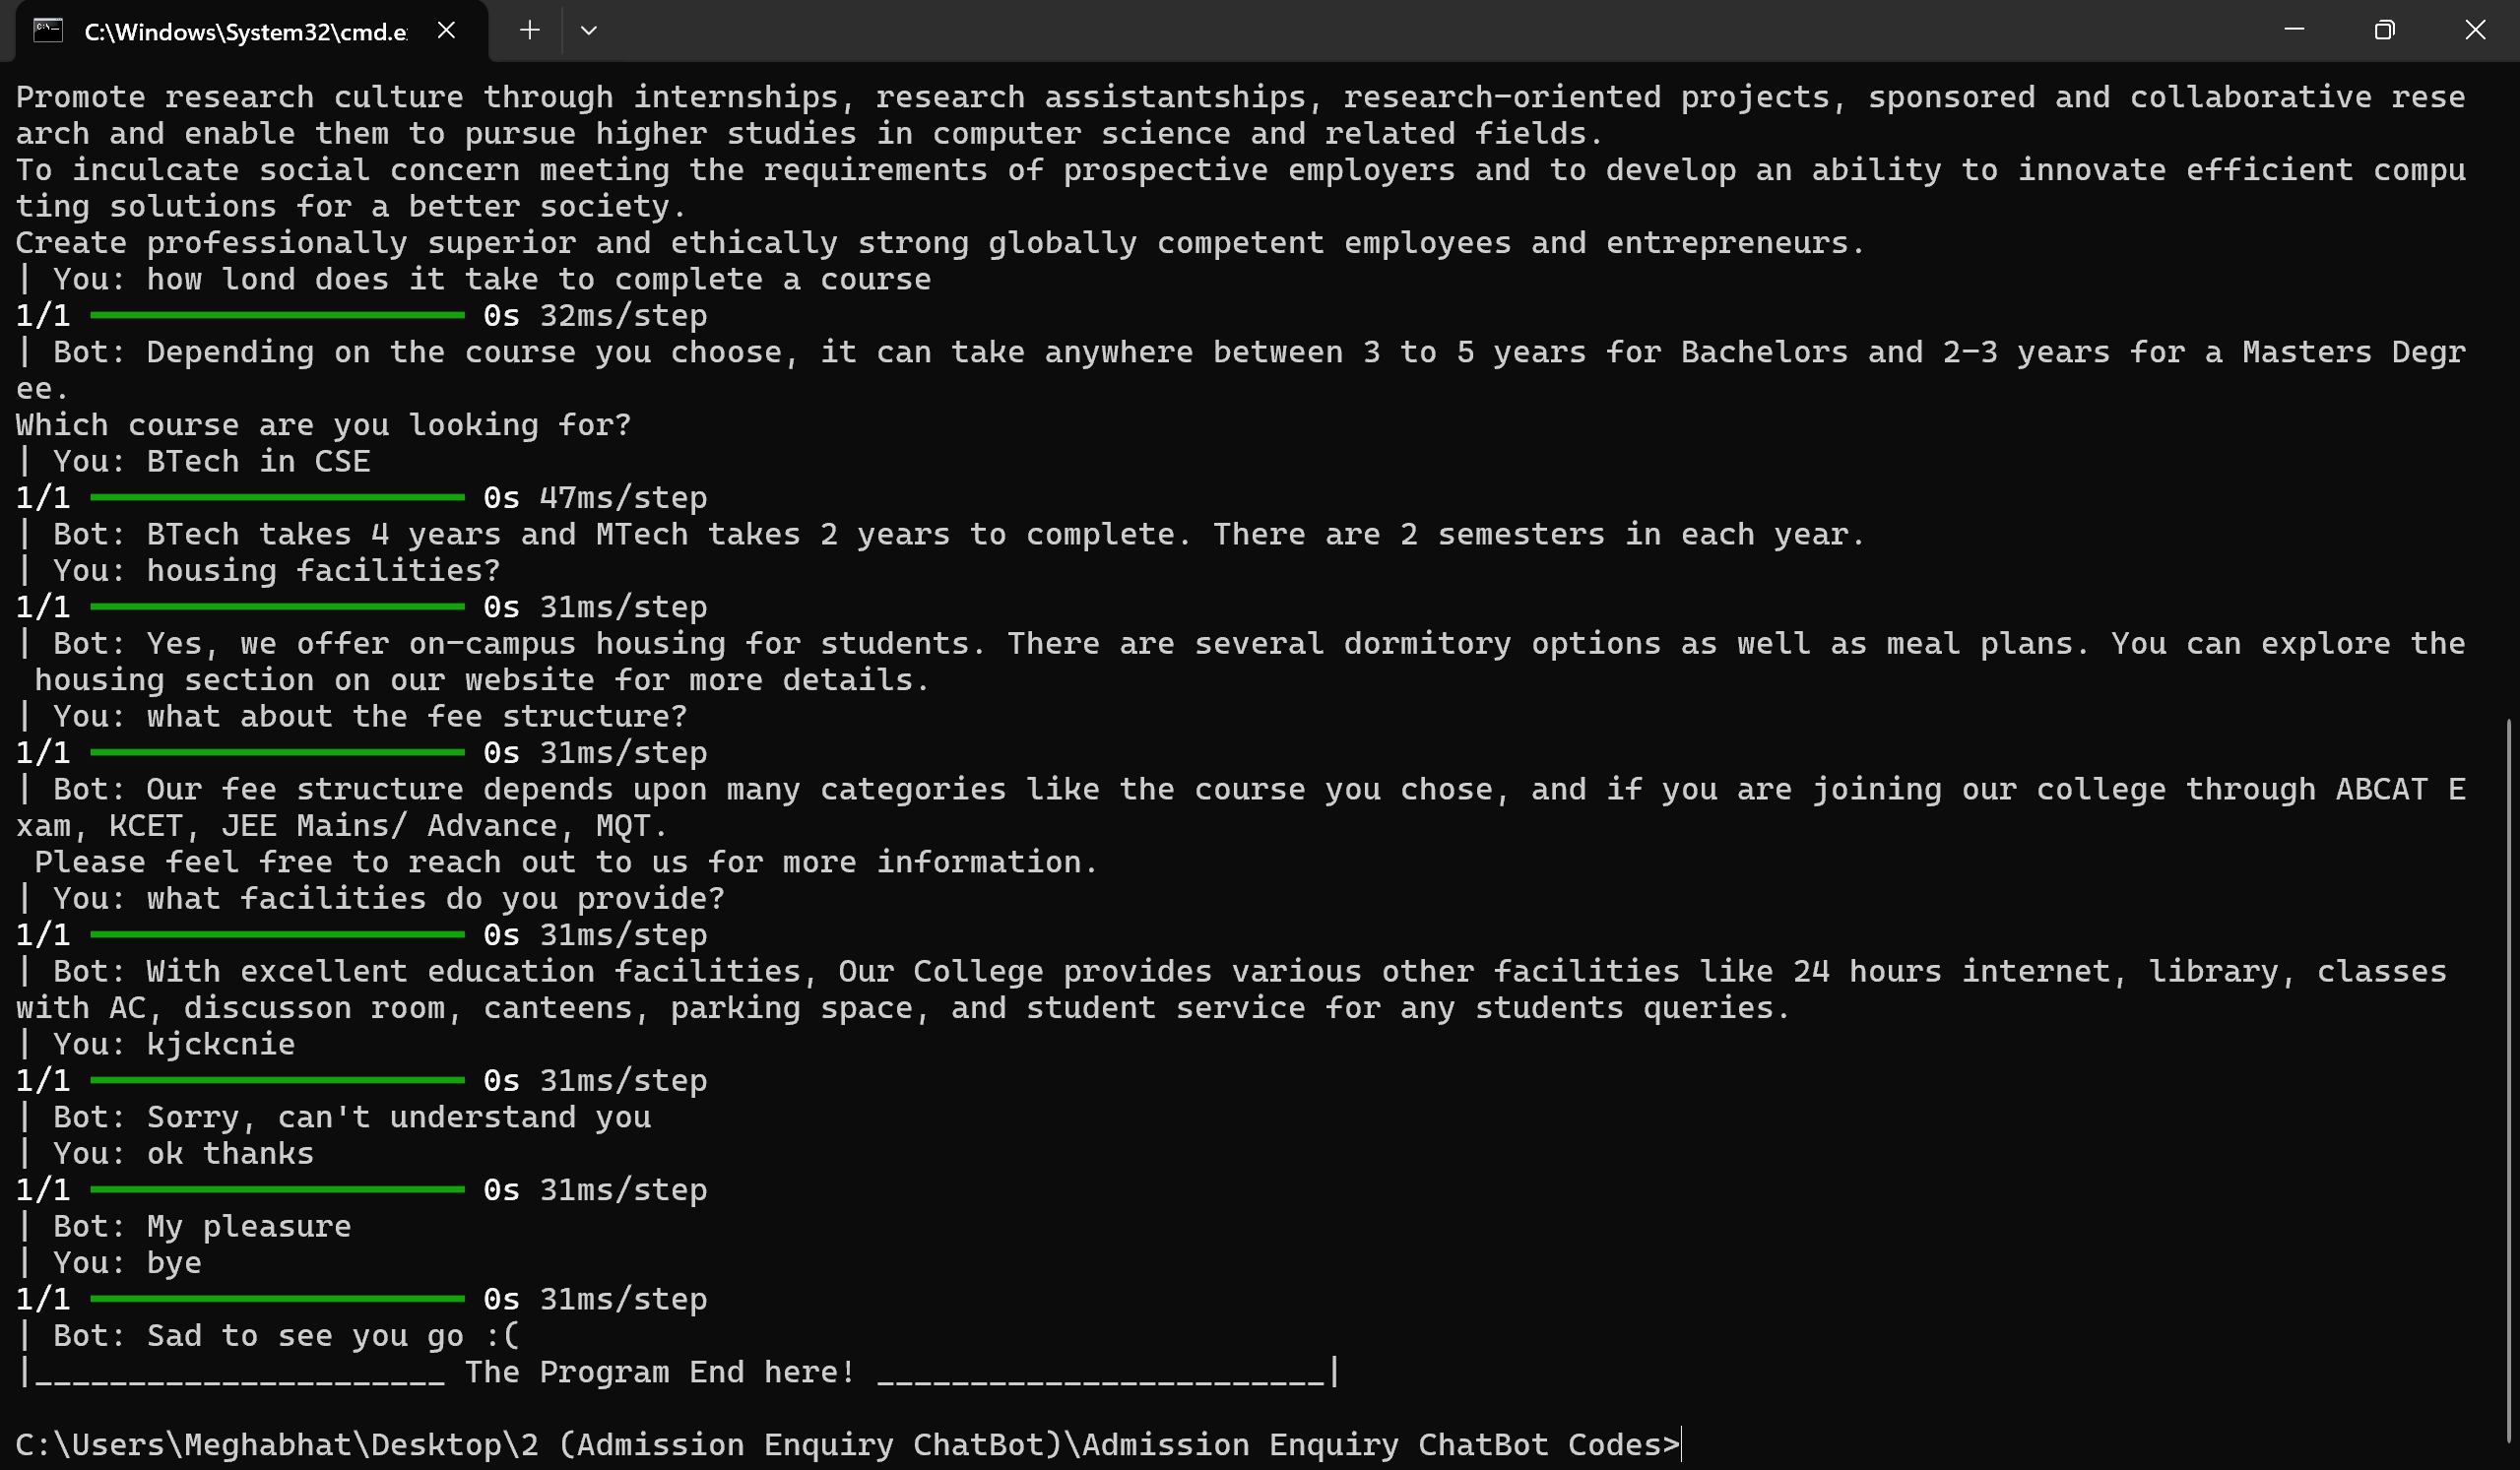 C:\Windows\System32\cmd.e
Promote research culture through internships, research assistantships, research-oriented projects, sponsored and collaborative rese
arch and enable them to pursue higher studies in computer science and related fields.
To inculcate social concern meeting the requirements of prospective employers and to develop an ability to innovate efficient compu
ting solutions for a better society.
Create professionally superior and ethically strong globally competent employees and entrepreneurs.
| You: how lond does it take to complete a course
1/1 ━━━━━━━━━━━━━━━━━━━━ 0s 32ms/step
| Bot: Depending on the course you choose, it can take anywhere between 3 to 5 years for Bachelors and 2-3 years for a Masters Degr
ee.
Which course are you looking for?
| You: BTech in CSE
1/1 ━━━━━━━━━━━━━━━━━━━━ 0s 47ms/step
| Bot: BTech takes 4 years and MTech takes 2 years to complete. There are 2 semesters in each year.
| You: housing facilities?
1/1 ━━━━━━━━━━━━━━━━━━━━ 0s 31ms/step
| Bot: Yes, we offer on-campus housing for students. There are several dormitory options as well as meal plans. You can explore the
 housing section on our website for more details.
| You: what about the fee structure?
1/1 ━━━━━━━━━━━━━━━━━━━━ 0s 31ms/step
| Bot: Our fee structure depends upon many categories like the course you chose, and if you are joining our college through ABCAT E
xam, KCET, JEE Mains/ Advance, MQT.
 Please feel free to reach out to us for more information.
| You: what facilities do you provide?
1/1 ━━━━━━━━━━━━━━━━━━━━ 0s 31ms/step
| Bot: With excellent education facilities, Our College provides various other facilities like 24 hours internet, library, classes
with AC, discusson room, canteens, parking space, and student service for any students queries.
| You: kjckcnie
1/1 ━━━━━━━━━━━━━━━━━━━━ 0s 31ms/step
| Bot: Sorry, can't understand you
| You: ok thanks
1/1 ━━━━━━━━━━━━━━━━━━━━ 0s 31ms/step
| Bot: My pleasure
| You: bye
1/1 ━━━━━━━━━━━━━━━━━━━━ 0s 31ms/step
| Bot: Sad to see you go :(
|______________________ The Program End here! ________________________|
C:\Users\Meghabhat\Desktop\2 (Admission Enquiry ChatBot)\Admission Enquiry ChatBot Codes>